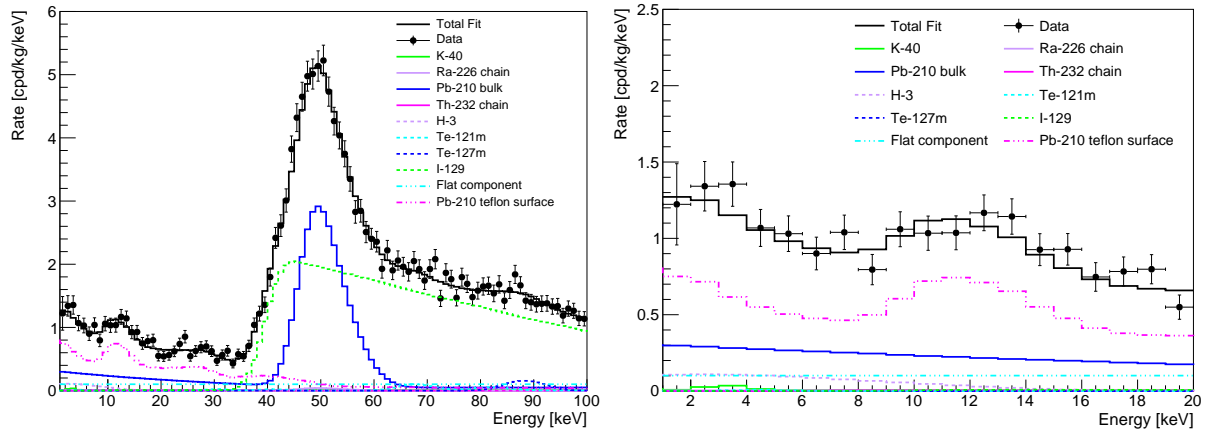 Rate [cpd/kg/keV]
6
5
4
3
2
1
0
Total Fit
Data
K-40
Ra-226 chain
Pb-210 bulk
Th-232 chain
H-3
Te-121m
Te-127m
I-129
Flat component
Pb-210 teflon surface
10 20 30 40 50 60 70 80 90 100
Energy [keV]
Rate [cpd/kg/keV]
2.5
2
1.5
1
0.5
0
Total Fit Data
K-40 Ra-226 chain
Pb-210 bulk Th-232 chain
H-3 Te-121m
Te-127m I-129
Flat component Pb-210 teflon surface
2 4 6 8 10 12 14 16 18 20
Energy [keV]